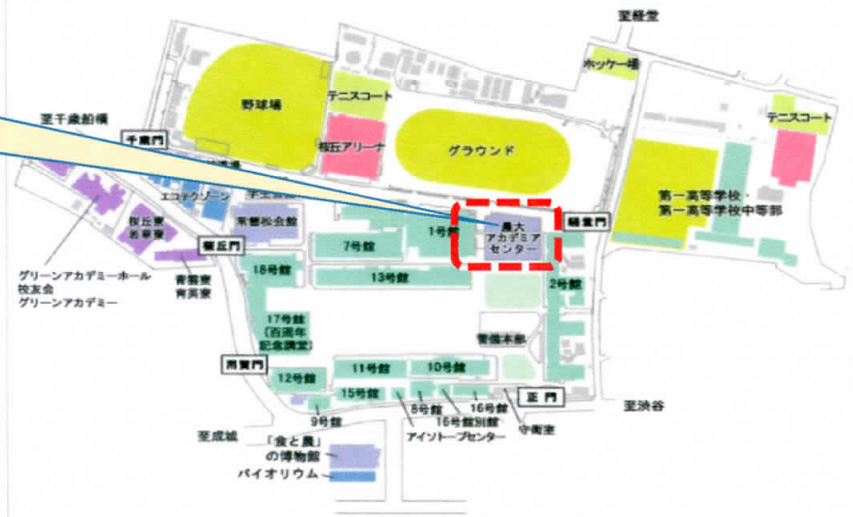 至経堂
ホッケー場
野球場
テニスコート
桜丘アリーナ
グラウンド
テニスコート
至千歳船橋
千歳門
エコテクゾーン
常磐松会館
第一高等学校・
第一高等学校中等部
桜丘寮
若草寮
桜丘門
青雲寮
育英寮
グリーンアカデミーホール
校友会
グリーンアカデミー
7号館
1号館
農大
アカデミア
センター
経堂門
18号館
13号館
2号館
17号館
(百周年
記念講堂)
警備本部
用賀門
12号館
11号館
10号館
15号館
9号館
8号館
16号館
16号館別館
アイソトープセンター
守衛室
正門
至渋谷
至成城
「食と農」
の博物館
バイオリウム